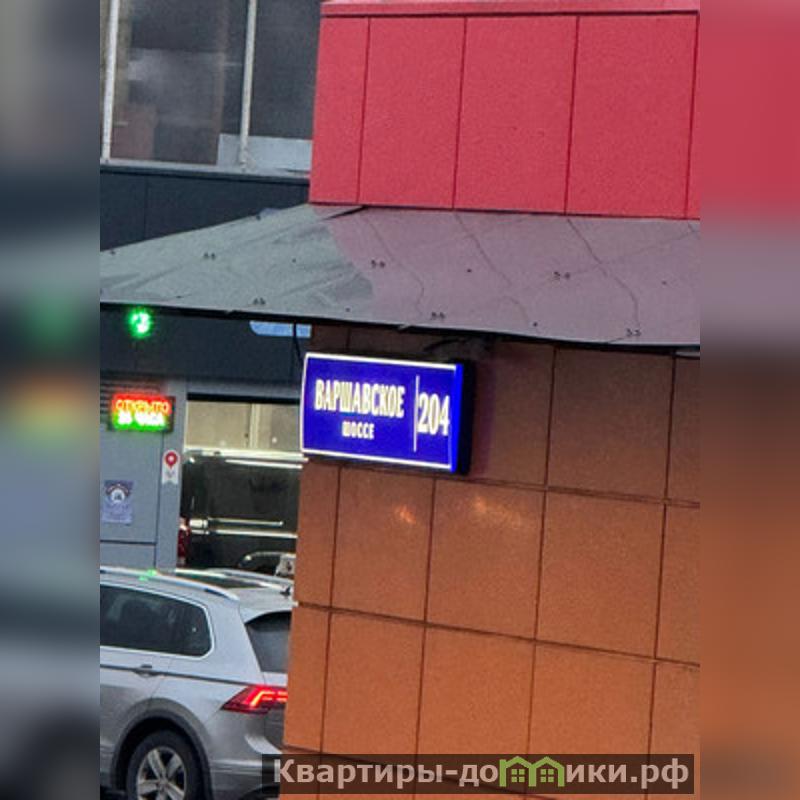 ВАРШАВСКОЕ
ШОССЕ
204
ОТКРЫТО
24 ЧАСА
Квартиры-домики.рф